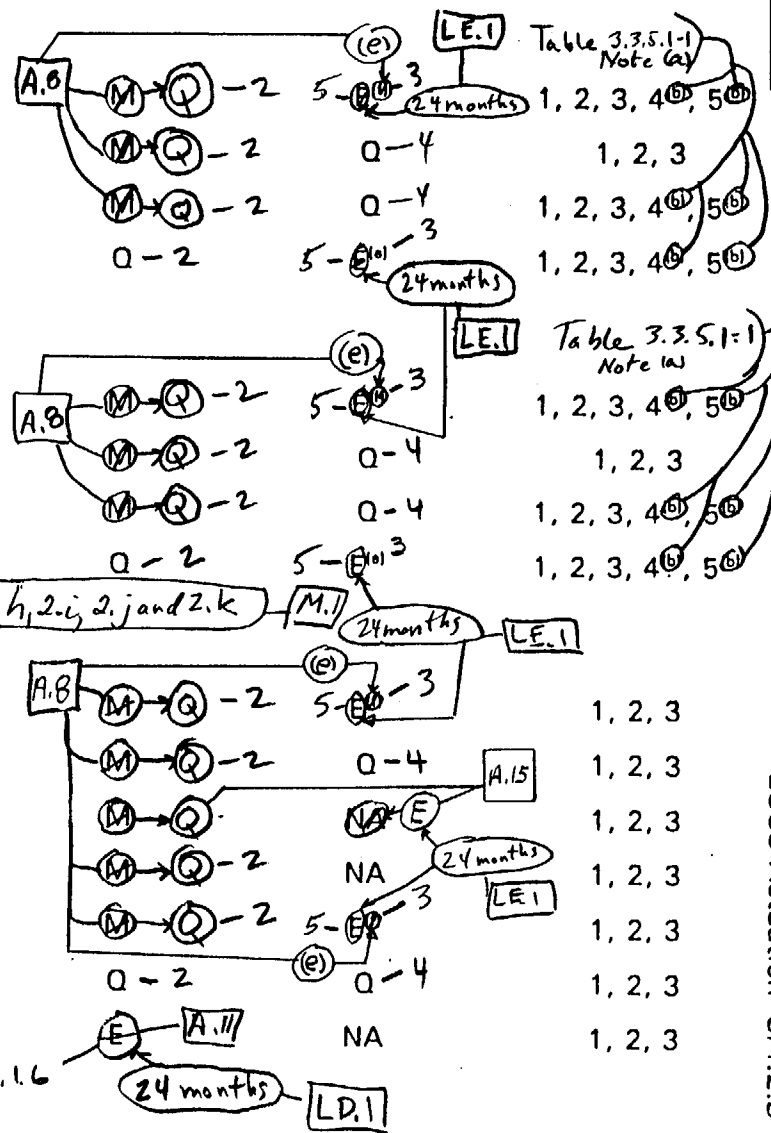 (e) LE.1 Table 3.3.5.1-1
Note (a)
A.8 M Q - 2 5 - E 3 24 months 1, 2, 3, 4(b), 5(b)
M Q - 2 Q - 4 1, 2, 3
M Q - 2 Q - 4 1, 2, 3, 4(b), 5(b)
Q - 2 5 - E - 3 1, 2, 3, 4(b), 5(b)
24 months
LE.1 Table 3.3.5.1-1
(e) Note (a)
A.8 M Q - 2 5 - E - 3 1, 2, 3, 4(b), 5(b)
M Q - 2 Q - 4 1, 2, 3
M Q - 2 Q - 4 1, 2, 3, 4(b), 5(b)
Q - 2 5 - E 3 1, 2, 3, 4(b), 5(b)
h, 2.i, 2.j and 2.k M.1 24 months LE.1
(e)
A.8 M Q - 2 5 - E - 3 1, 2, 3
M Q - 2 Q - 4 1, 2, 3
A.15
M Q NA E 1, 2, 3
M Q - 2 NA 24 months 1, 2, 3
LE.1
M Q - 2 5 - E - 3 1, 2, 3
(e)
Q - 2 Q - 4 1, 2, 3
E A.11 NA 1, 2, 3
1.6
24 months LD.1